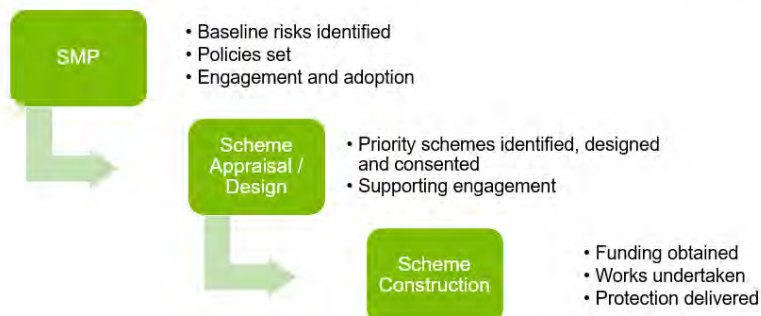 SMP
• Baseline risks identified
• Policies set
• Engagement and adoption
Scheme
Appraisal /
Design
• Priority schemes identified, designed
and consented
• Supporting engagement
Scheme
Construction
• Funding obtained
• Works undertaken
• Protection delivered